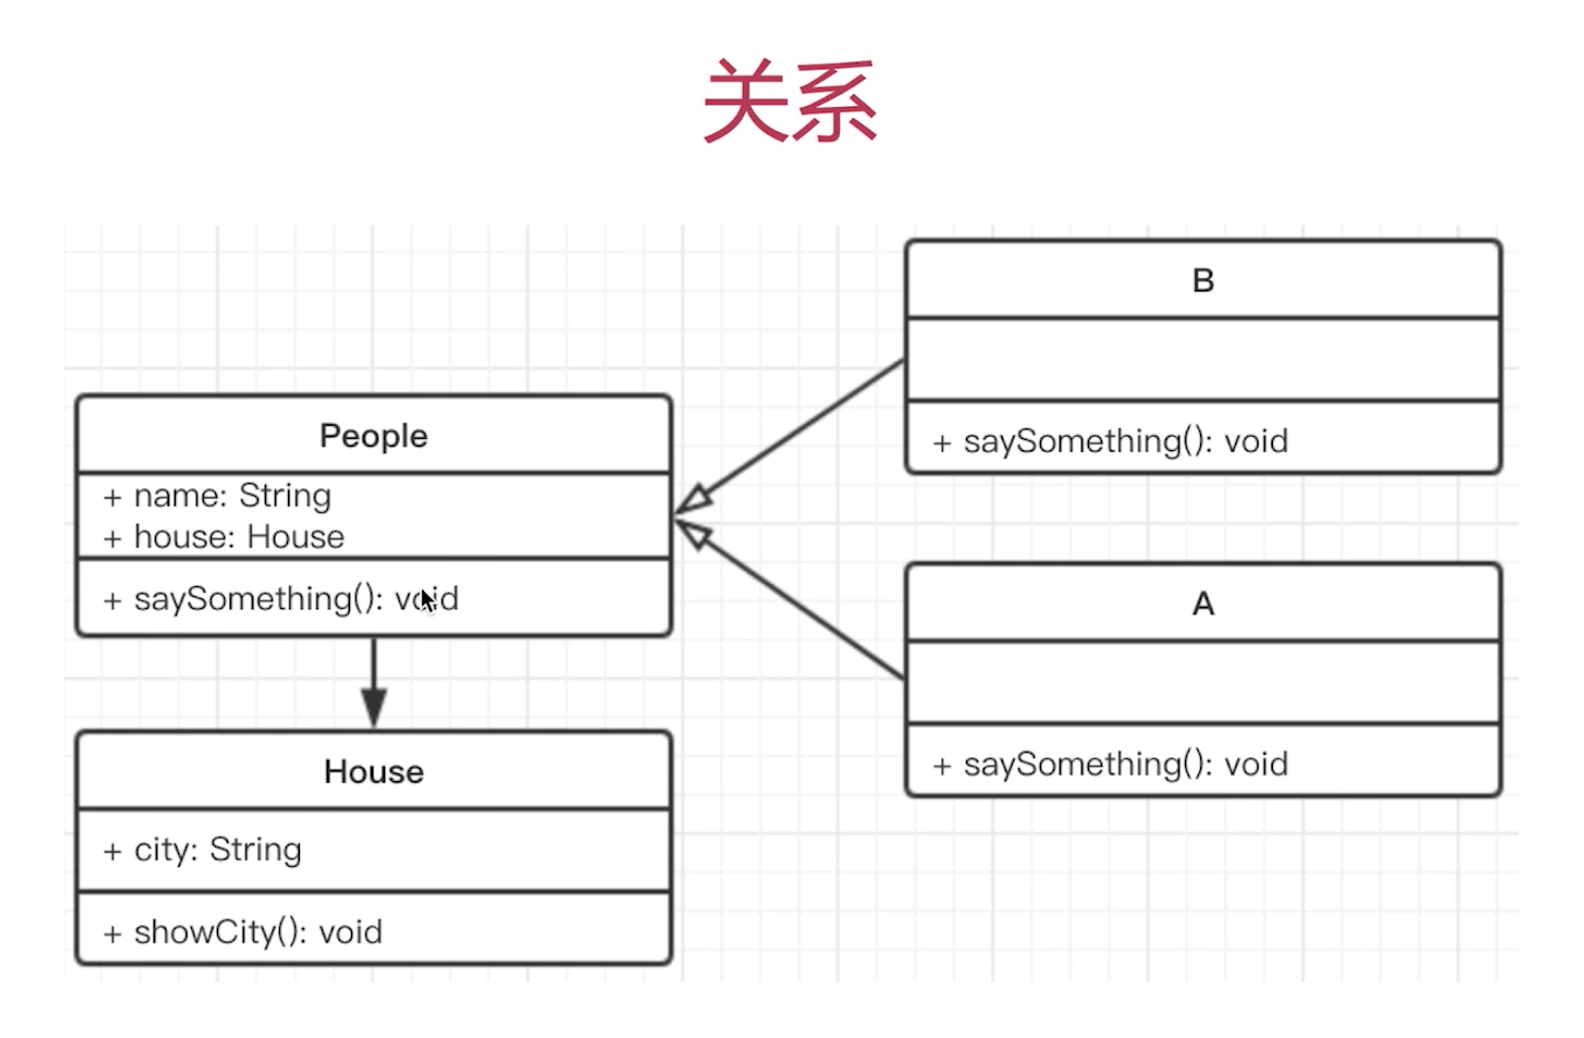 关系
People
+ name: String
+ house: House
+ saySomething(): void
House
+ city: String
+ showCity(): void
B
+ saySomething(): void
A
+ saySomething(): void